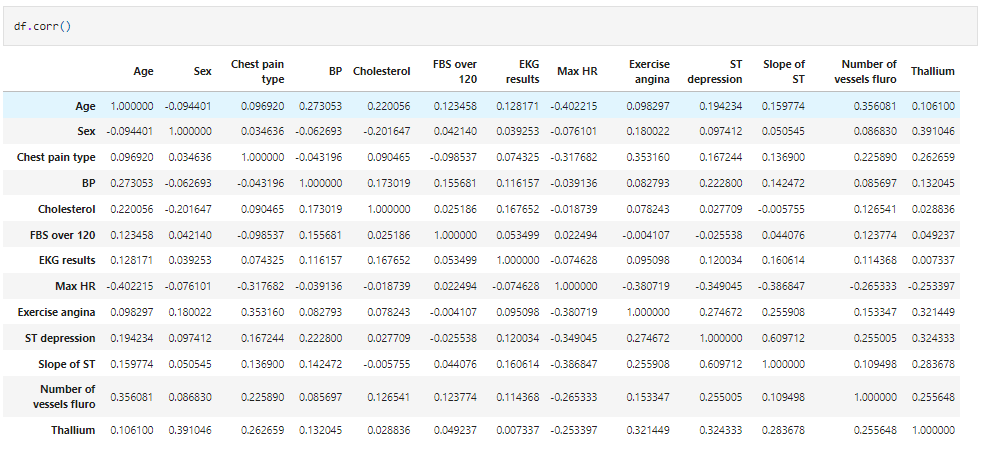 df.corr()
Age Sex Chest pain type BP Cholesterol FBS over 120 EKG results Max HR Exercise angina ST depression Slope of ST Number of vessels fluro Thallium
Age 1.000000 -0.094401 0.096920 0.273053 0.220056 0.123458 0.128171 -0.402215 0.098297 0.194234 0.159774 0.356081 0.106100
Sex -0.094401 1.000000 0.034636 -0.062693 -0.201647 0.042140 0.039253 -0.076101 0.180022 0.097412 0.050545 0.086830 0.391046
Chest pain type 0.096920 0.034636 1.000000 -0.043196 0.090465 -0.098537 0.074325 -0.317682 0.353160 0.167244 0.136900 0.225890 0.262659
BP 0.273053 -0.062693 -0.043196 1.000000 0.173019 0.155681 0.116157 -0.039136 0.082793 0.222800 0.142472 0.085697 0.132045
Cholesterol 0.220056 -0.201647 0.090465 0.173019 1.000000 0.025186 0.167652 -0.018739 0.078243 0.027709 -0.005755 0.126541 0.028836
FBS over 120 0.123458 0.042140 -0.098537 0.155681 0.025186 1.000000 0.053499 0.022494 -0.004107 -0.025538 0.044076 0.123774 0.049237
EKG results 0.128171 0.039253 0.074325 0.116157 0.167652 0.053499 1.000000 -0.074628 0.095098 0.120034 0.160614 0.114368 0.007337
Max HR -0.402215 -0.076101 -0.317682 -0.039136 -0.018739 0.022494 -0.074628 1.000000 -0.380719 -0.349045 -0.386847 -0.265333 -0.253397
Exercise angina 0.098297 0.180022 0.353160 0.082793 0.078243 -0.004107 0.095098 -0.380719 1.000000 0.274672 0.255908 0.153347 0.321449
ST depression 0.194234 0.097412 0.167244 0.222800 0.027709 -0.025538 0.120034 -0.349045 0.274672 1.000000 0.609712 0.255005 0.324333
Slope of ST 0.159774 0.050545 0.136900 0.142472 -0.005755 0.044076 0.160614 -0.386847 0.255908 0.609712 1.000000 0.109498 0.283678
Number of vessels fluro 0.356081 0.086830 0.225890 0.085697 0.126541 0.123774 0.114368 -0.265333 0.153347 0.255005 0.109498 1.000000 0.255648
Thallium 0.106100 0.391046 0.262659 0.132045 0.028836 0.049237 0.007337 -0.253397 0.321449 0.324333 0.283678 0.255648 1.000000